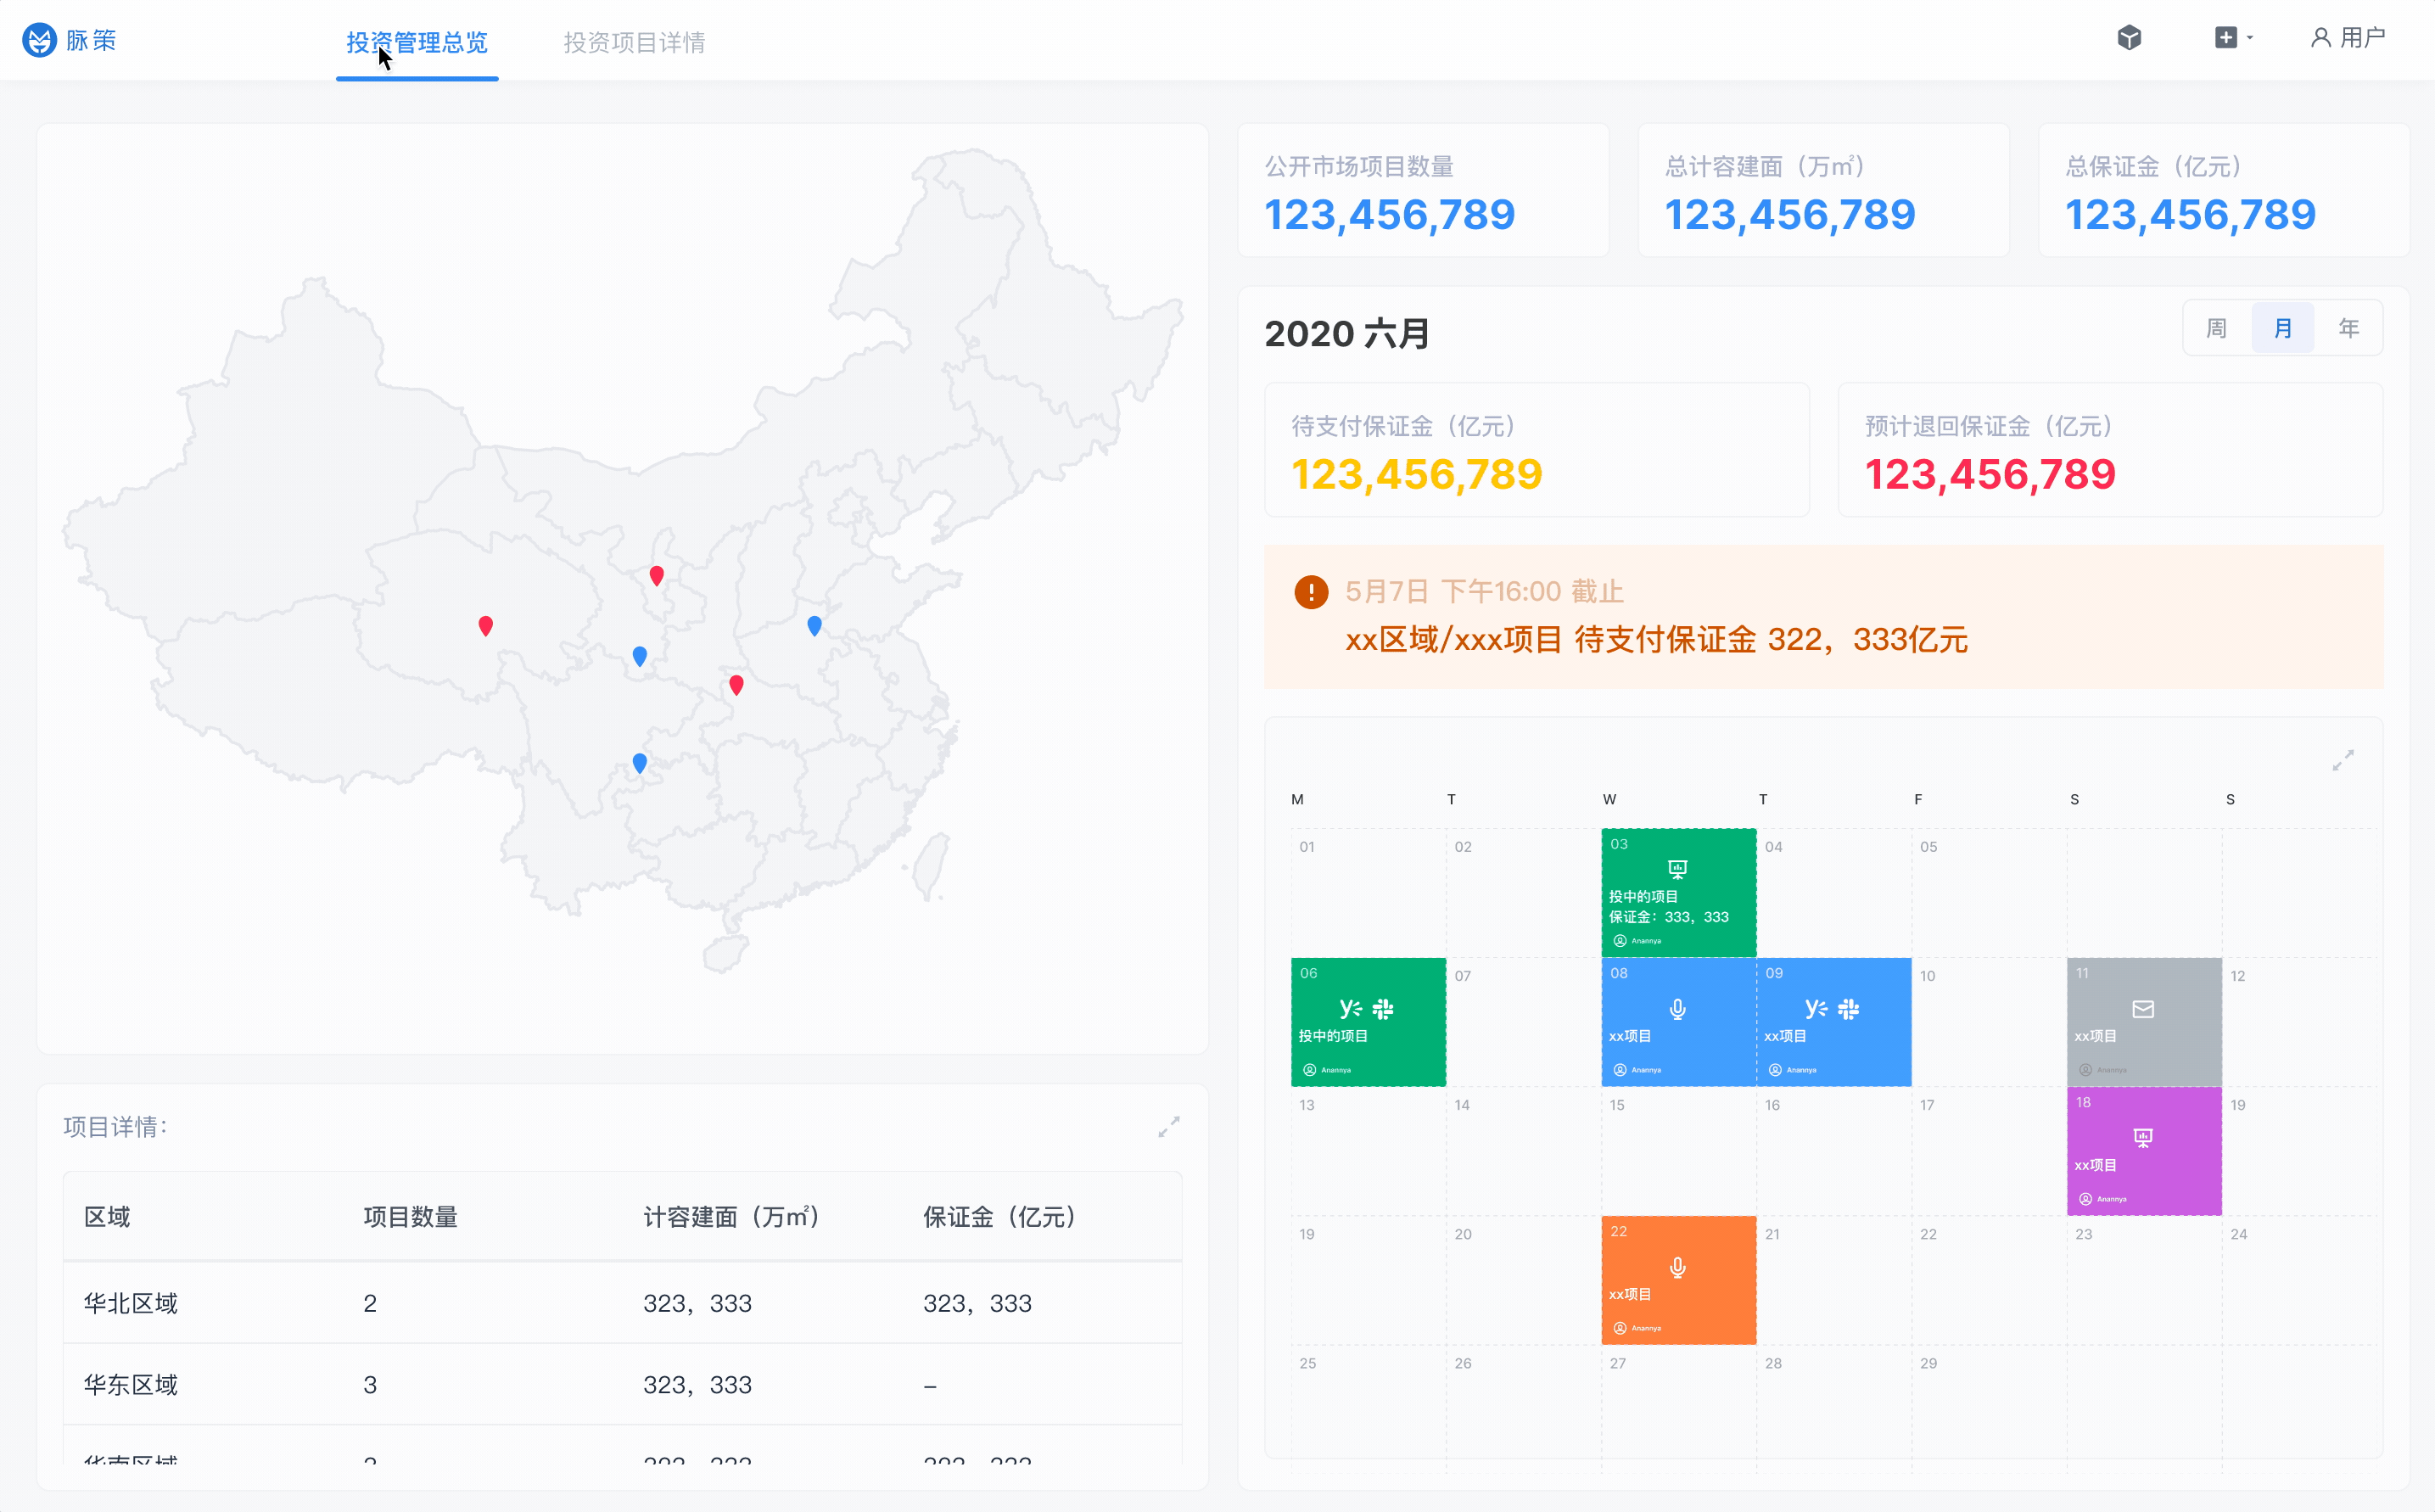 脉策
投资管理总览
投资项目详情
用户
公开市场项目数量
123,456,789
总计容建面（万㎡）
123,456,789
总保证金（亿元）
123,456,789
2020 六月
周
月
年
待支付保证金（亿元）
123,456,789
预计退回保证金（亿元）
123,456,789
5月7日 下午16:00 截止
xx区域/xxx项目 待支付保证金 322，333亿元
M T W T F S S
01 02 03 04 05
投中的项目
保证金：333，333
Anannya
06 07 08 09 10 11 12
投中的项目 xx项目 xx项目 xx项目
Anannya Anannya Anannya Anannya
13 14 15 16 17 18 19
xx项目
Anannya
19 20 22 21 22 23 24
xx项目
Anannya
25 26 27 28 29
项目详情：
区域 项目数量 计容建面（万㎡） 保证金（亿元）
华北区域 2 323，333 323，333
华东区域 3 323，333 –
华南区域